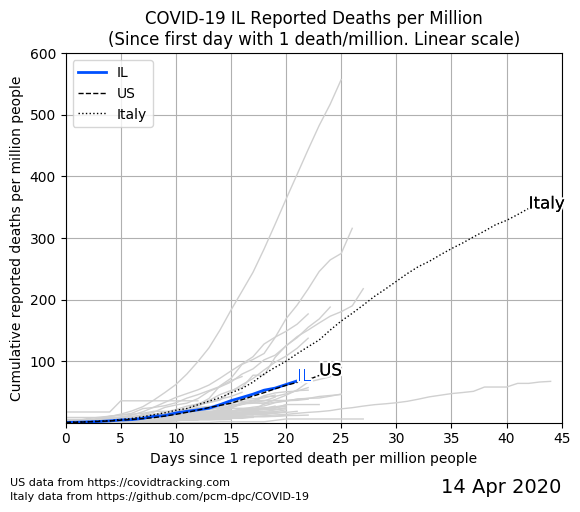 COVID-19 IL Reported Deaths per Million
(Since first day with 1 death/million. Linear scale)
Cumulative reported deaths per million people
600
500
400
300
200
100
IL
US
Italy
Italy
US
IL
0 5 10 15 20 25 30 35 40 45
Days since 1 reported death per million people
US data from https://covidtracking.com
Italy data from https://github.com/pcm-dpc/COVID-19
14 Apr 2020